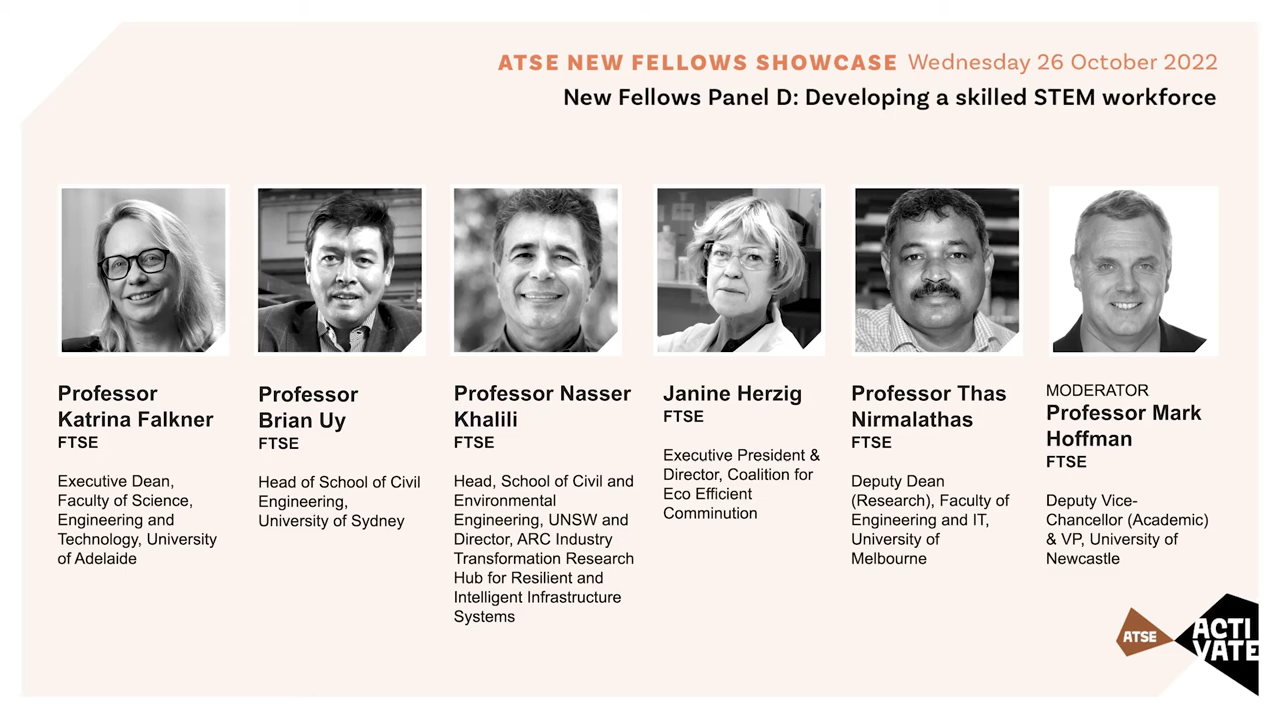 ATSE NEW FELLOWS SHOWCASE Wednesday 26 October 2022
New Fellows Panel D: Developing a skilled STEM workforce
Professor
Katrina Falkner
FTSE
Executive Dean,
Faculty of Science,
Engineering and
Technology, University
of Adelaide
Professor
Brian Uy
FTSE
Head of School of Civil
Engineering,
University of Sydney
Professor Nasser
Khalili
FTSE
Head, School of Civil and
Environmental
Engineering, UNSW and
Director, ARC Industry
Transformation Research
Hub for Resilient and
Intelligent Infrastructure
Systems
Janine Herzig
FTSE
Executive President &
Director, Coalition for
Eco Efficient
Comminution
Professor Thas
Nirmalathas
FTSE
Deputy Dean
(Research), Faculty of
Engineering and IT,
University of
Melbourne
MODERATOR
Professor Mark
Hoffman
FTSE
Deputy Vice-
Chancellor (Academic)
& VP, University of
Newcastle
ATSE
ACTI
VATE